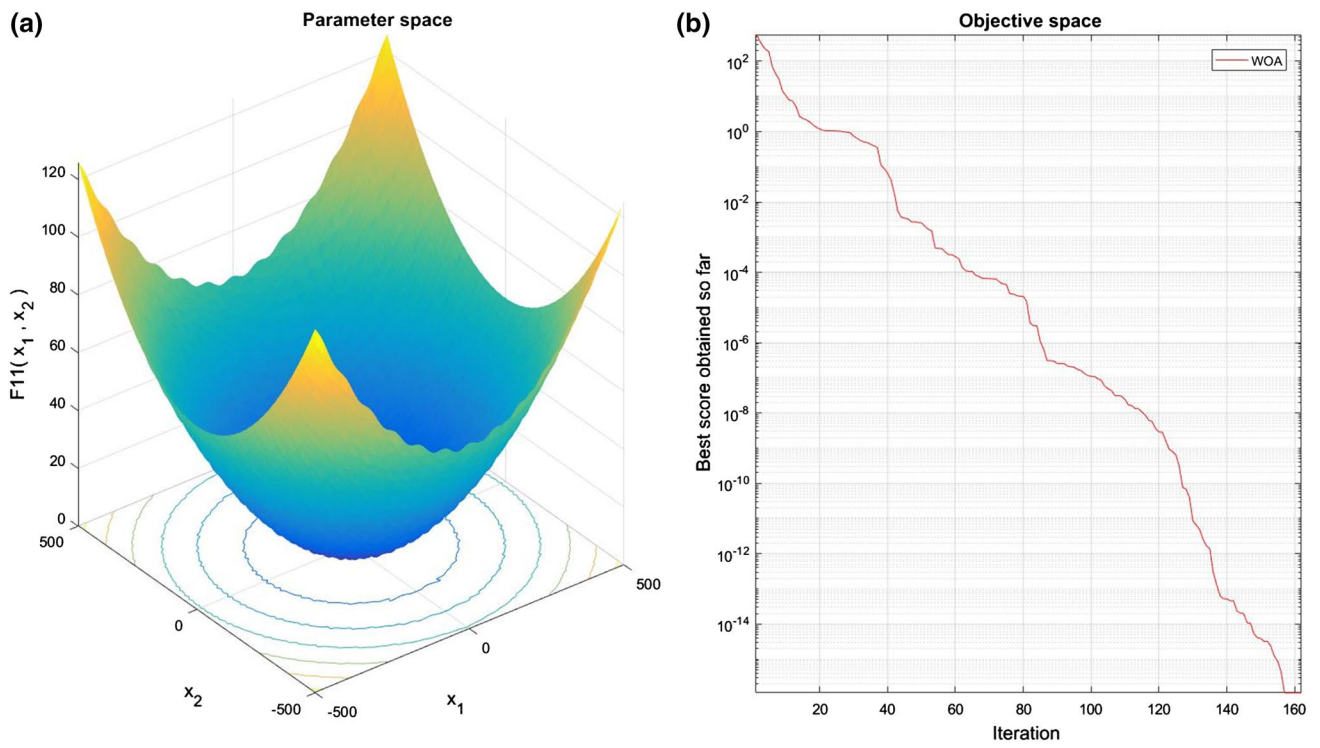 (a)
Parameter space
F11( x1 , x2 )
120
100
80
60
40
20
0
500
0
-500
x2
-500
0
500
x1
(b)
Objective space
WOA
Best score obtained so far
10^2
10^0
10^-2
10^-4
10^-6
10^-8
10^-10
10^-12
10^-14
20 40 60 80 100 120 140 160
Iteration